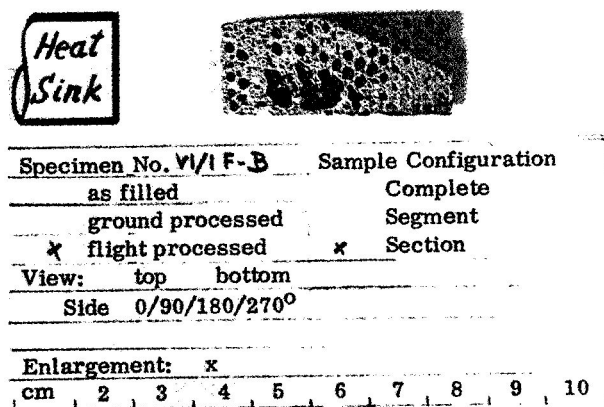 Heat
Sink
Specimen No. VI/1 F-B Sample Configuration
as filled Complete
ground processed Segment
x flight processed x Section
View: top bottom
Side 0/90/180/270°
Enlargement: x
cm 2 3 4 5 6 7 8 9 10